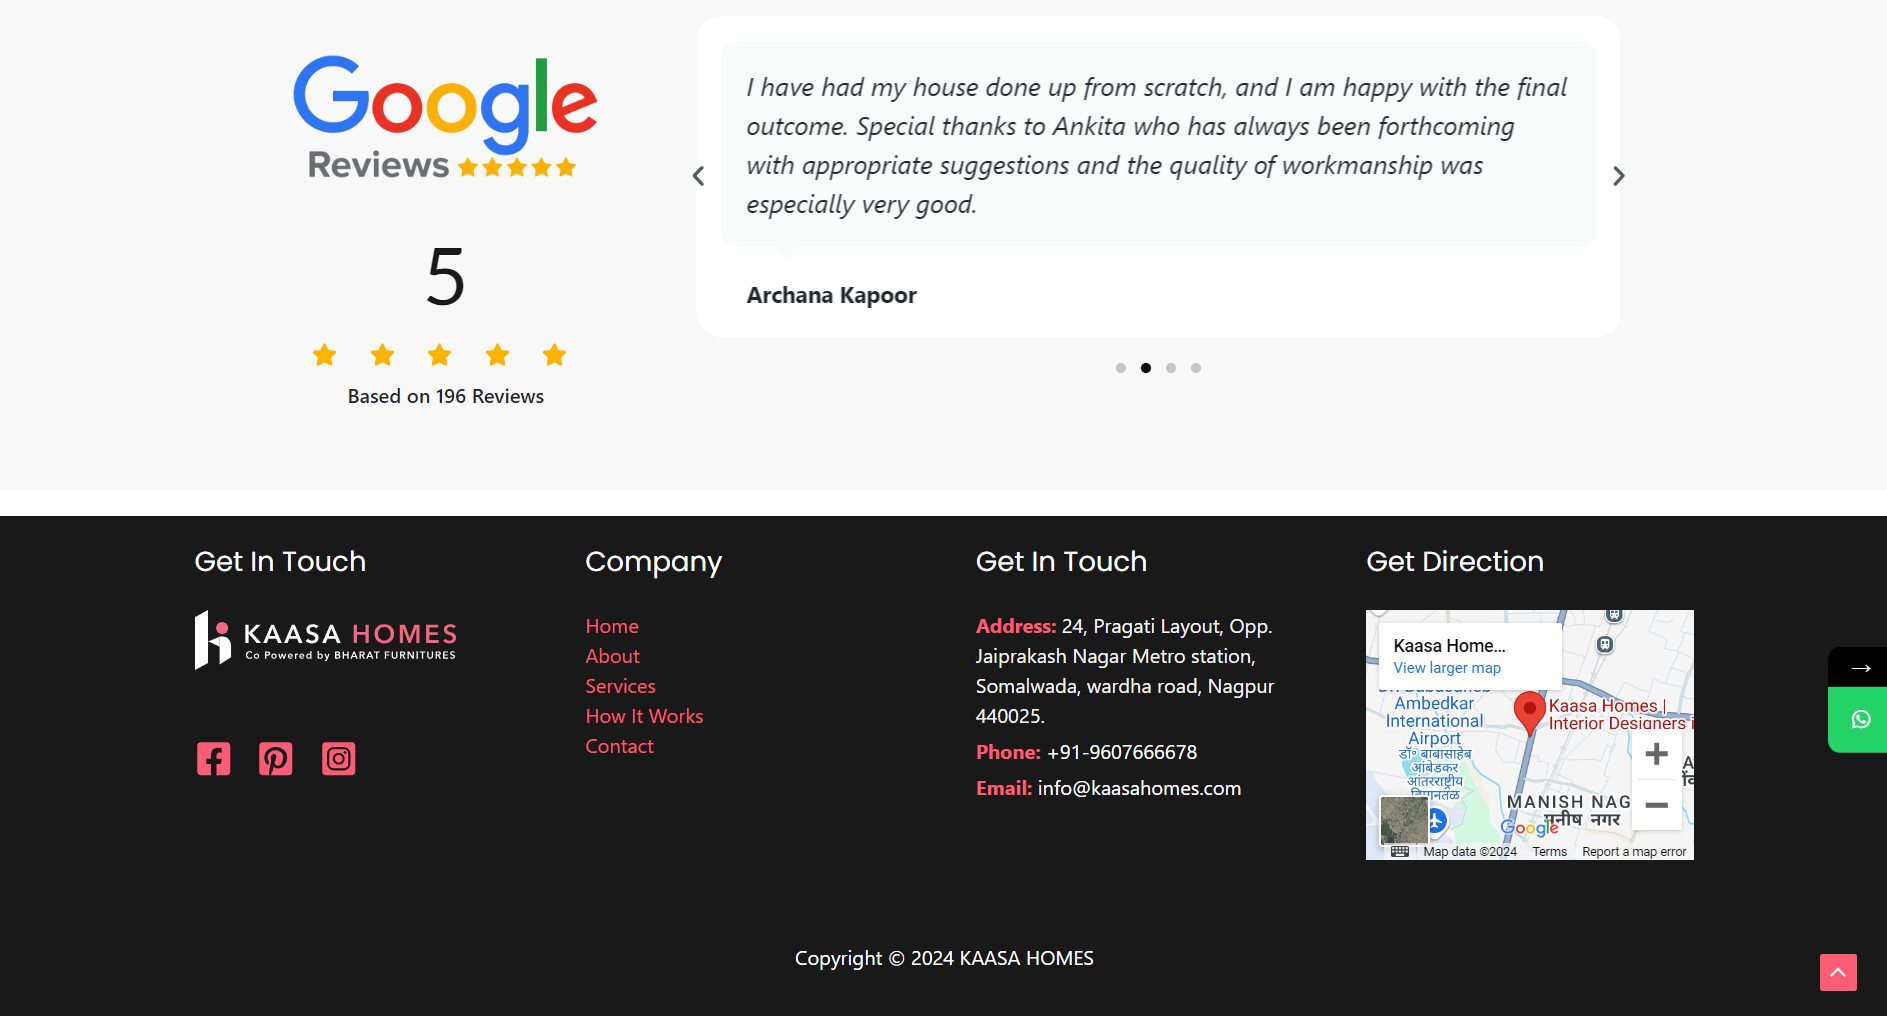 Google
Reviews
5
Based on 196 Reviews
I have had my house done up from scratch, and I am happy with the final
outcome. Special thanks to Ankita who has always been forthcoming
with appropriate suggestions and the quality of workmanship was
especially very good.
Archana Kapoor
Get In Touch
KAASA HOMES
Co Powered by BHARAT FURNITURES
Company
Home
About
Services
How It Works
Contact
Get In Touch
Address: 24, Pragati Layout, Opp.
Jaiprakash Nagar Metro station,
Somalwada, wardha road, Nagpur
440025.
Phone: +91-9607666678
Email: info@kaasahomes.com
Get Direction
Kaasa Home...
View larger map
Ambedkar
International
Airport
डॉ॰ बाबासाहेब
आंबेडकर
आंतरराष्ट्रीय
Kaasa Homes |
Interior Designers i
MANISH NAG
मनीष नगर
Google
Map data ©2024
Terms
Report a map error
Copyright © 2024 KAASA HOMES